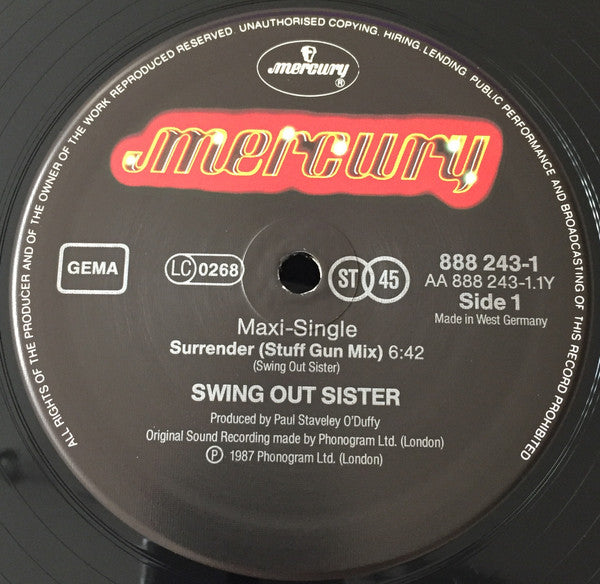 ALL RIGHTS OF THE PRODUCER AND OF THE OWNER OF THE WORK REPRODUCED RESERVED. UNAUTHORISED COPYING, HIRING, LENDING, PUBLIC PERFORMANCE AND BROADCASTING OF THIS RECORD PROHIBITED
mercury
®
mercury
GEMA
LC 0268
ST 45
888 243-1
AA 888 243-1.1Y
Side 1
Made in West Germany
Maxi-Single
Surrender (Stuff Gun Mix) 6:42
(Swing Out Sister)
SWING OUT SISTER
Produced by Paul Staveley O'Duffy
Original Sound Recording made by Phonogram Ltd. (London)
℗ 1987 Phonogram Ltd. (London)